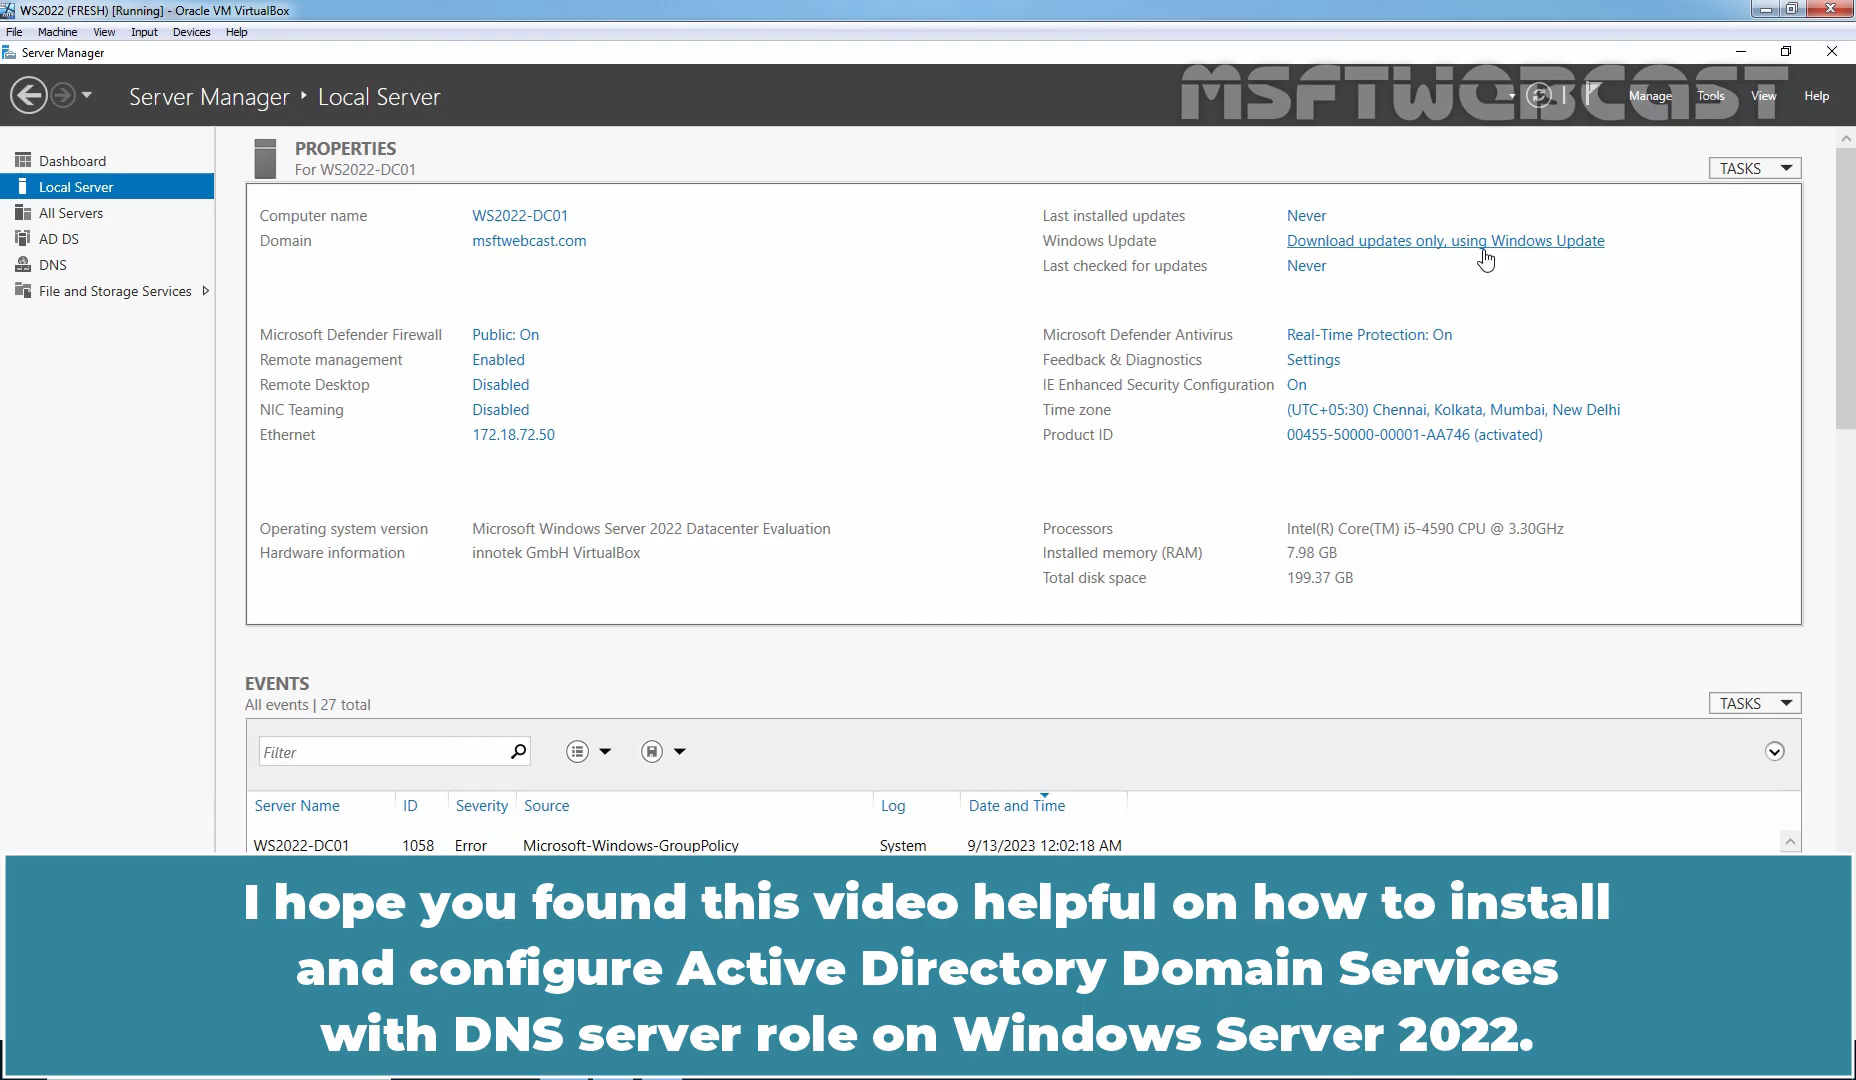 WS2022 (FRESH) [Running] - Oracle VM VirtualBox
File Machine View Input Devices Help
Server Manager
Server Manager • Local Server
MSFTWEBCAST
Manage Tools View Help
Dashboard
Local Server
All Servers
AD DS
DNS
File and Storage Services
PROPERTIES
For WS2022-DC01
TASKS
Computer name WS2022-DC01
Domain msftwebcast.com
Last installed updates Never
Windows Update Download updates only, using Windows Update
Last checked for updates Never
Microsoft Defender Firewall Public: On
Remote management Enabled
Remote Desktop Disabled
NIC Teaming Disabled
Ethernet 172.18.72.50
Microsoft Defender Antivirus Real-Time Protection: On
Feedback & Diagnostics Settings
IE Enhanced Security Configuration On
Time zone (UTC+05:30) Chennai, Kolkata, Mumbai, New Delhi
Product ID 00455-50000-00001-AA746 (activated)
Operating system version Microsoft Windows Server 2022 Datacenter Evaluation
Hardware information innotek GmbH VirtualBox
Processors Intel(R) Core(TM) i5-4590 CPU @ 3.30GHz
Installed memory (RAM) 7.98 GB
Total disk space 199.37 GB
EVENTS
All events | 27 total
TASKS
Filter
Server Name ID Severity Source Log Date and Time
WS2022-DC01 1058 Error Microsoft-Windows-GroupPolicy System 9/13/2023 12:02:18 AM
I hope you found this video helpful on how to install
and configure Active Directory Domain Services
with DNS server role on Windows Server 2022.